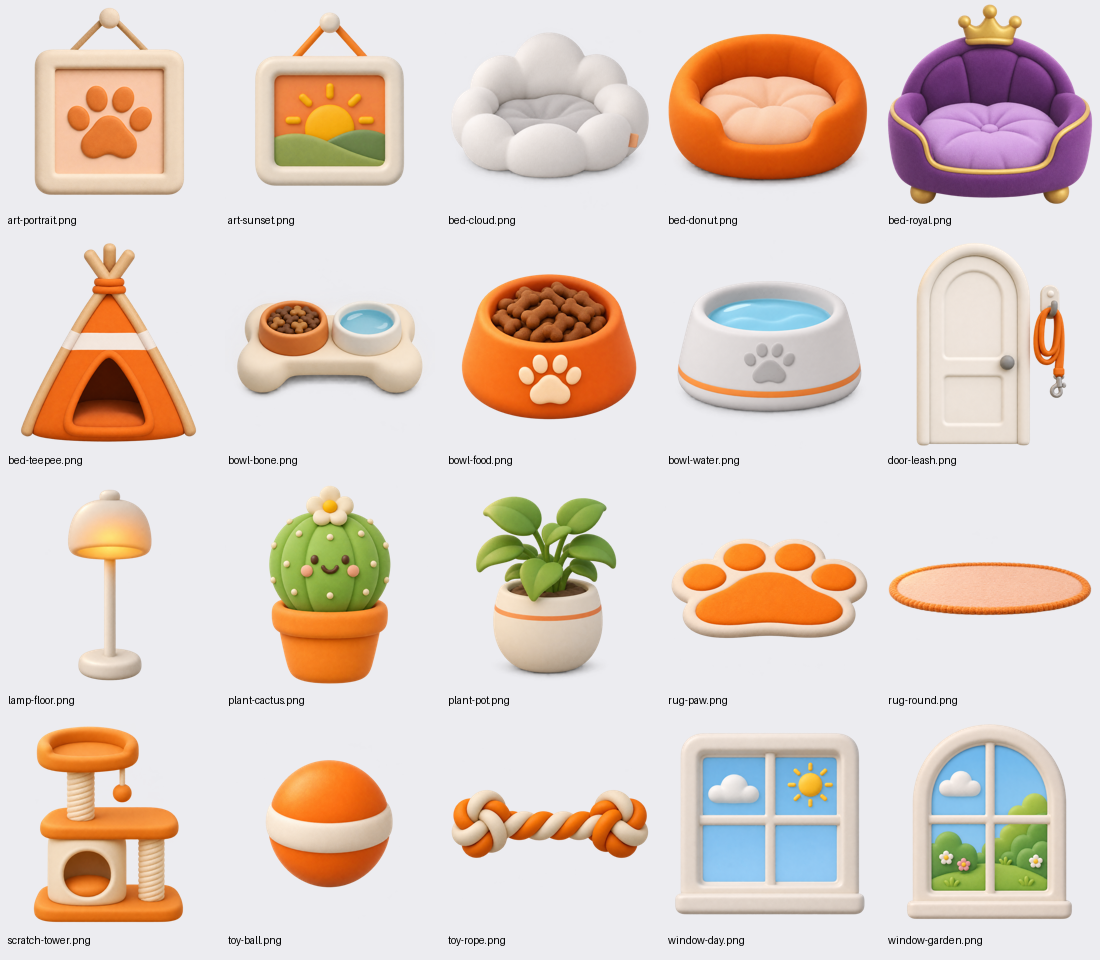 art-portrait.png
art-sunset.png
bed-cloud.png
bed-donut.png
bed-royal.png
bed-teepee.png
bowl-bone.png
bowl-food.png
bowl-water.png
door-leash.png
lamp-floor.png
plant-cactus.png
plant-pot.png
rug-paw.png
rug-round.png
scratch-tower.png
toy-ball.png
toy-rope.png
window-day.png
window-garden.png